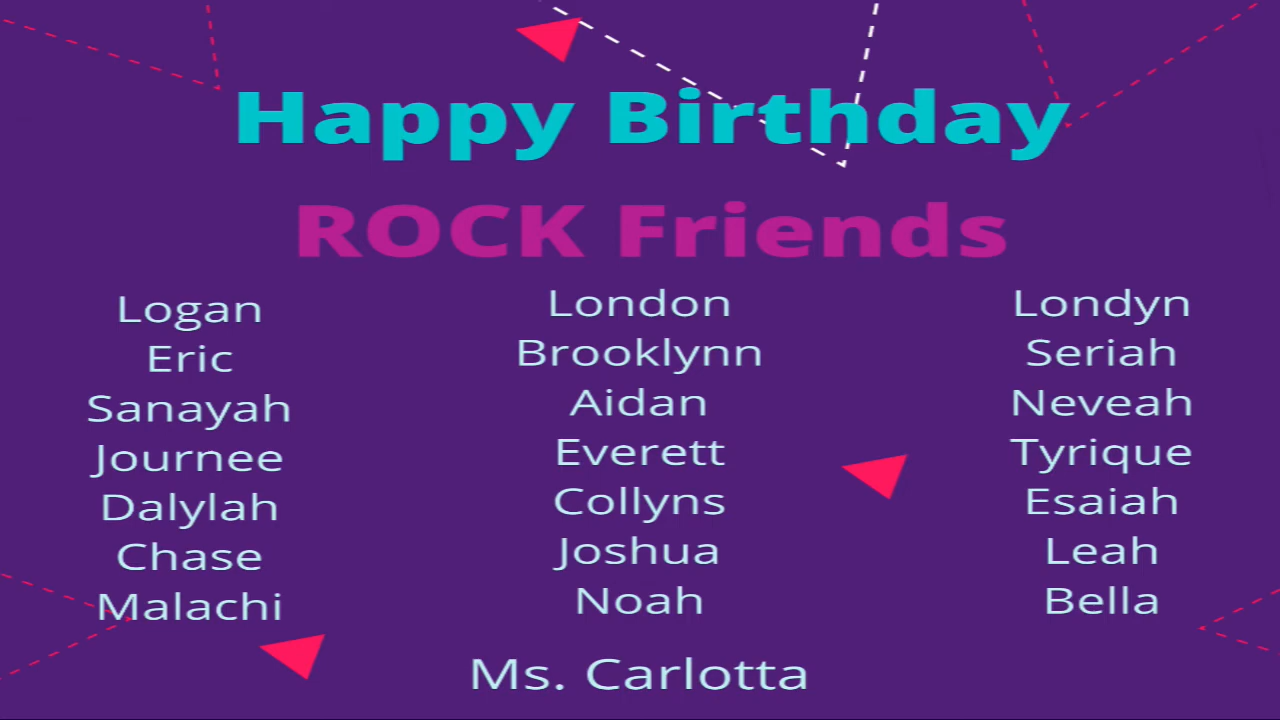 Happy Birthday
ROCK Friends
Logan
Eric
Sanayah
Journee
Dalylah
Chase
Malachi
London
Brooklynn
Aidan
Everett
Collyns
Joshua
Noah
Londyn
Seriah
Neveah
Tyrique
Esaiah
Leah
Bella
Ms. Carlotta